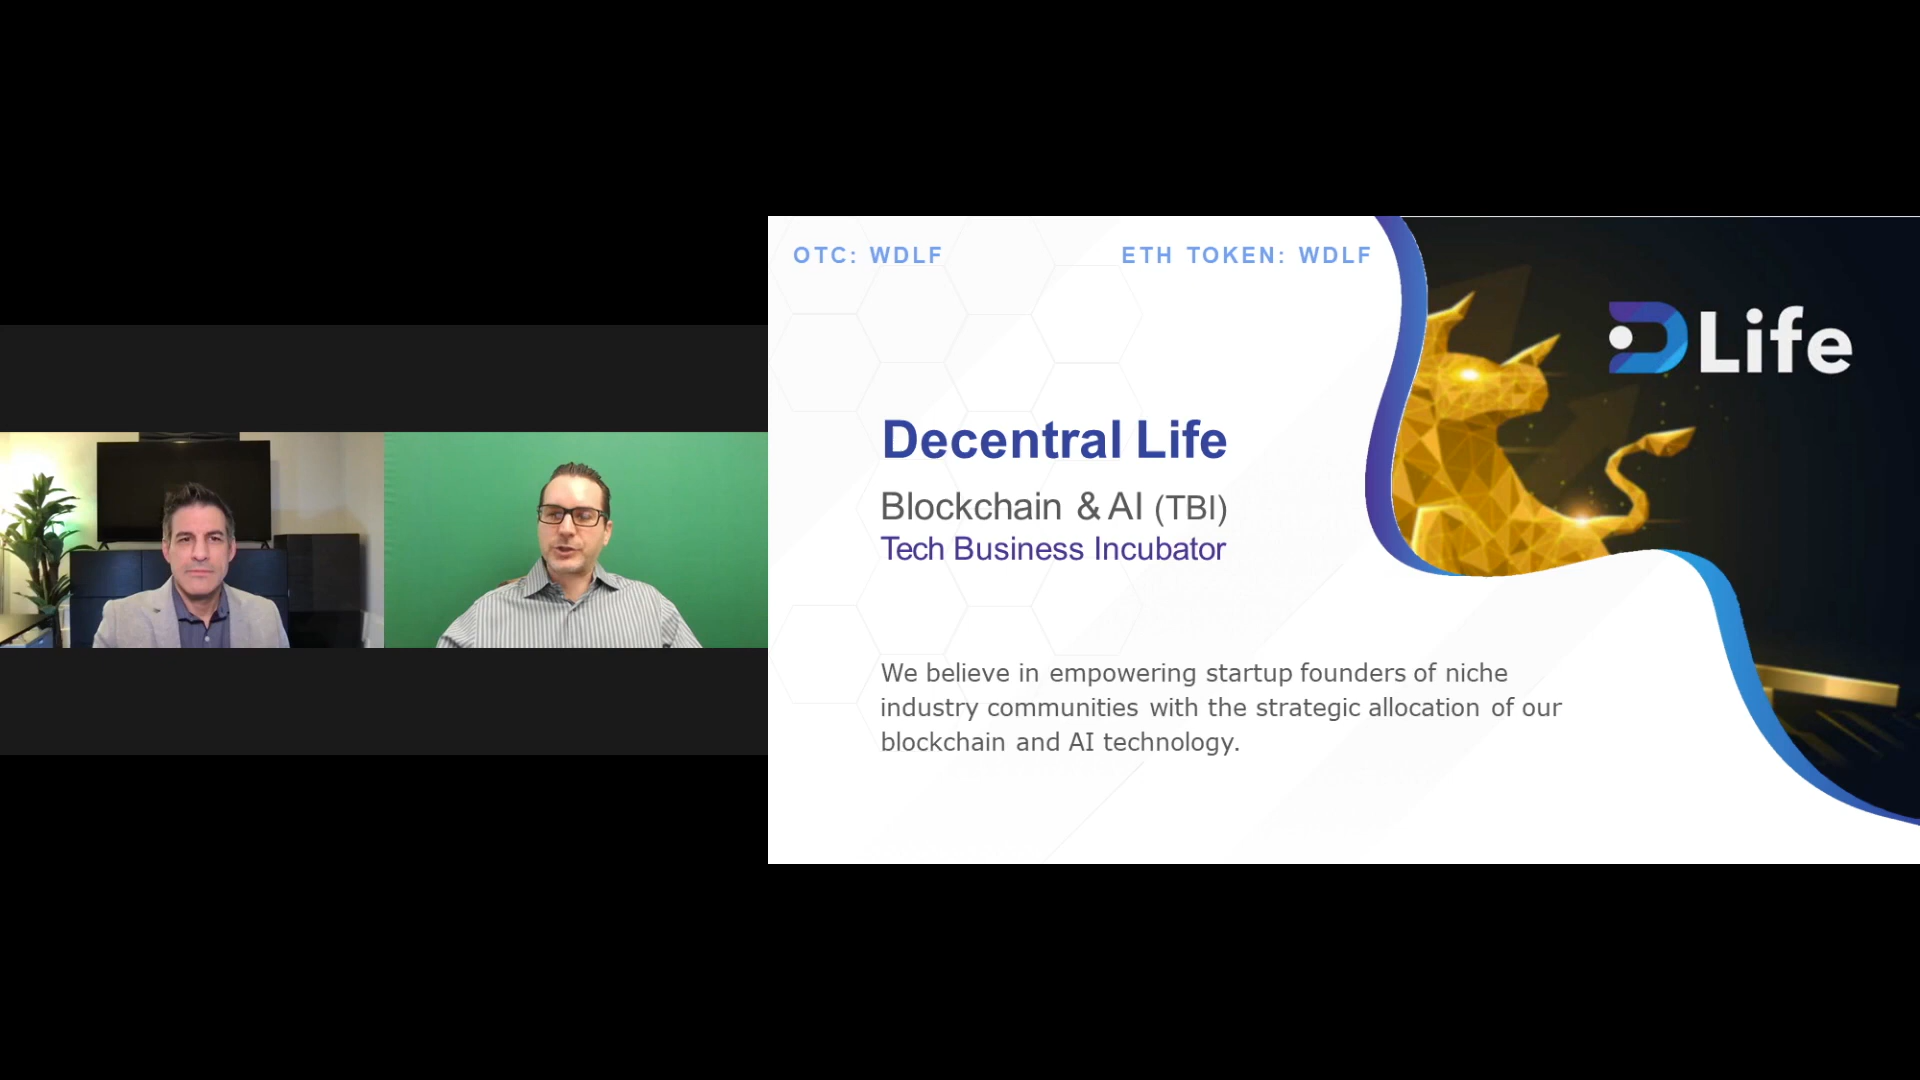 OTC: WDLF
ETH TOKEN: WDLF
Life
Decentral Life
Blockchain & AI (TBI)
Tech Business Incubator
We believe in empowering startup founders of niche
industry communities with the strategic allocation of our
blockchain and AI technology.